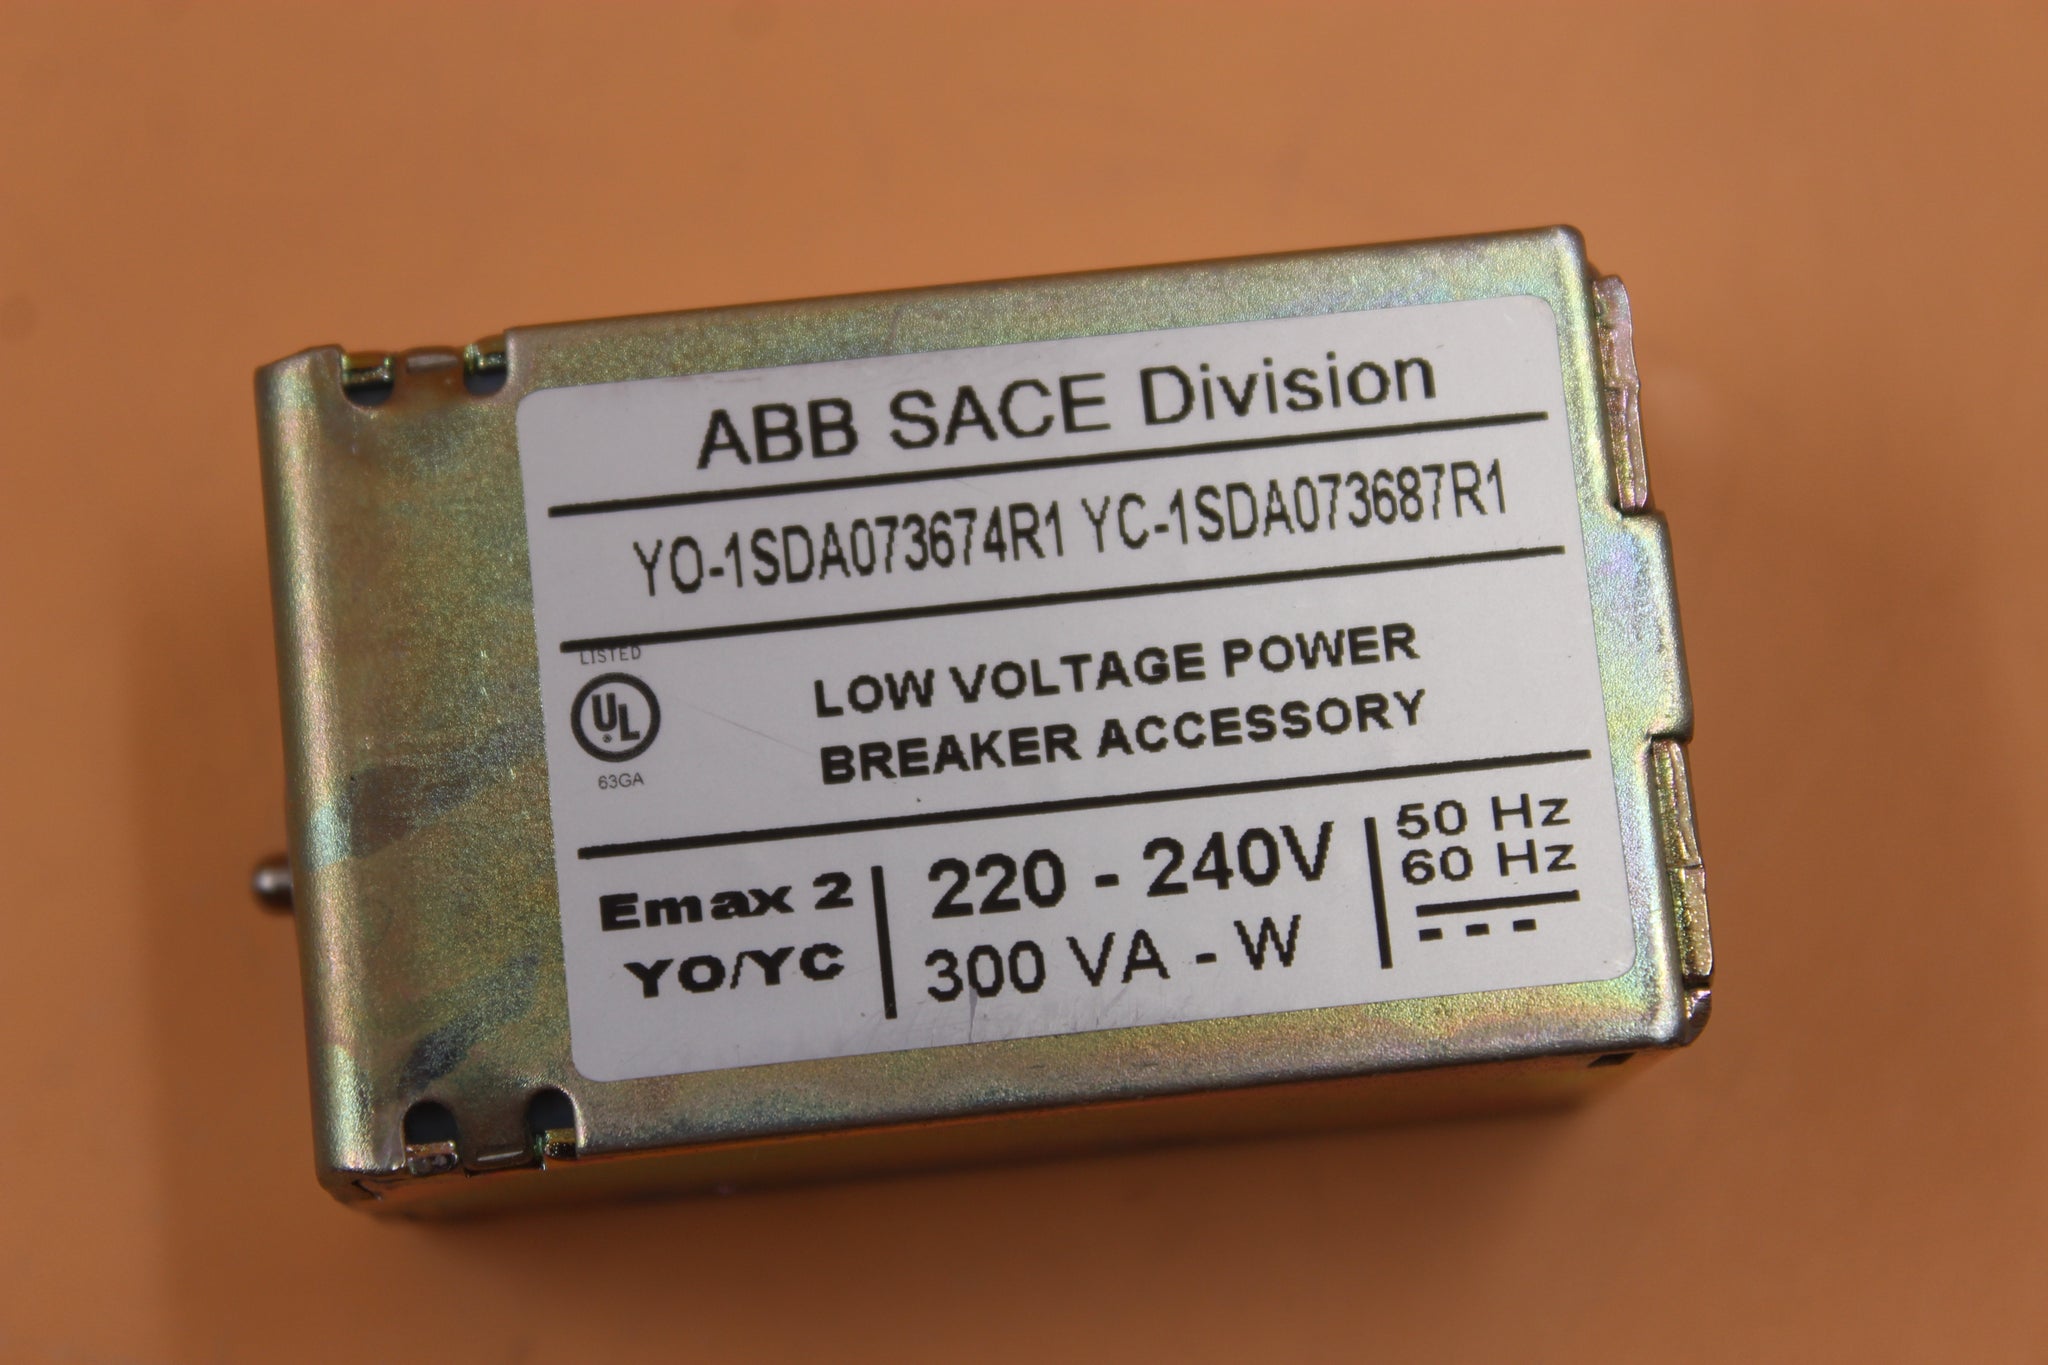 ABB SACE Division
YO-1SDA073674R1 YC-1SDA073687R1
LISTED
UL
®
63GA
LOW VOLTAGE POWER
BREAKER ACCESSORY
Emax 2
YO/YC
220 - 240V
300 VA - W
50 Hz
60 Hz